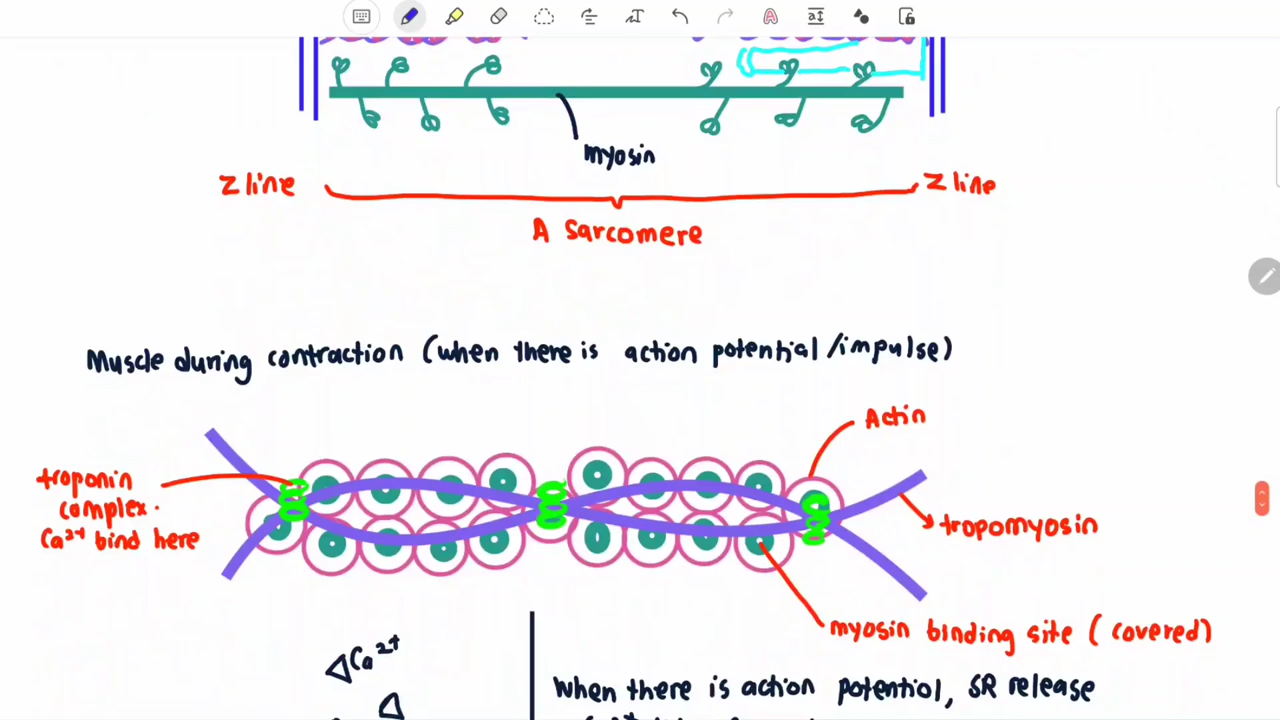 myosin
Z line
Z line
A sarcomere
Muscle during contraction (when there is action potential/impulse)
Actin
troponin
complex.
Ca2+ bind here
tropomyosin
myosin binding site (covered)
Ca2+
When there is action potential, SR release